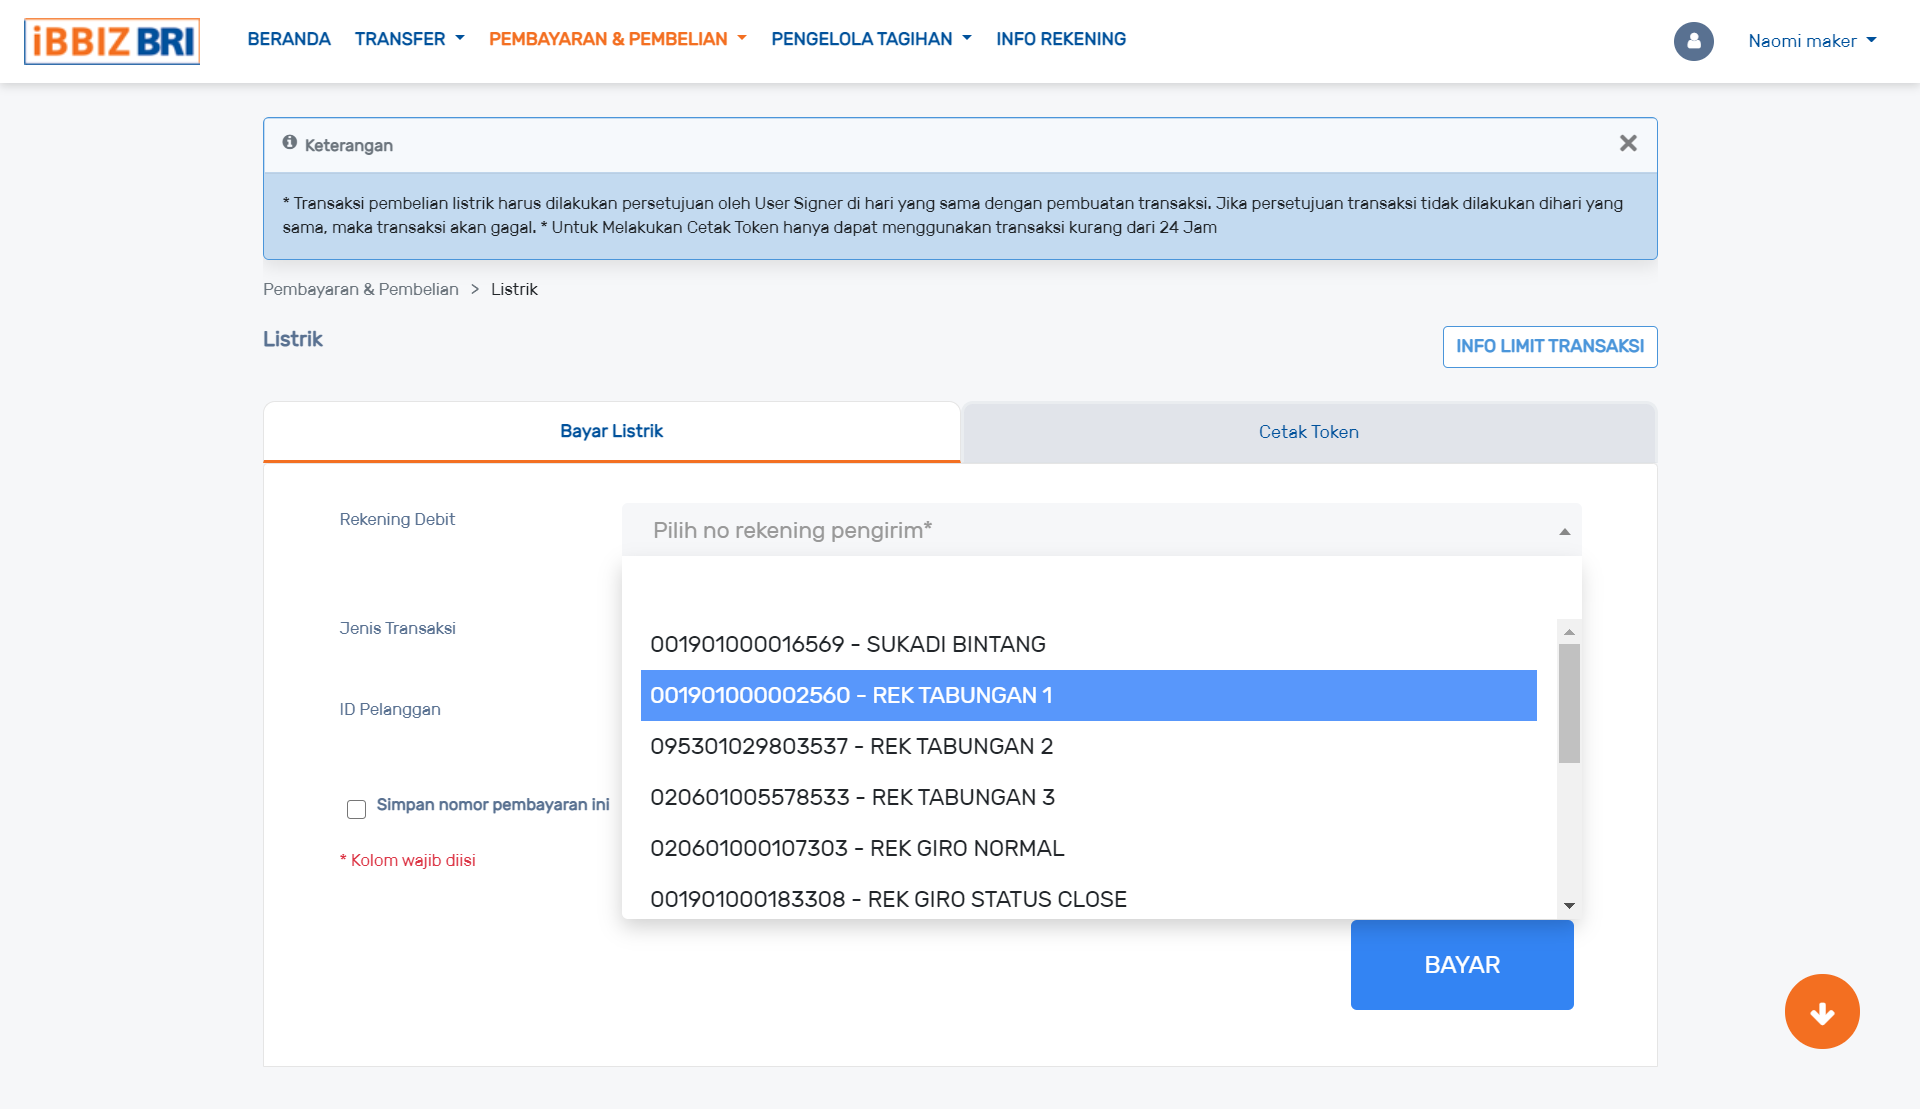 iBBIZ BRI
BERANDA
TRANSFER
PEMBAYARAN & PEMBELIAN
PENGELOLA TAGIHAN
INFO REKENING
Naomi maker
Keterangan
* Transaksi pembelian listrik harus dilakukan persetujuan oleh User Signer di hari yang sama dengan pembuatan transaksi. Jika persetujuan transaksi tidak dilakukan dihari yang
sama, maka transaksi akan gagal. * Untuk Melakukan Cetak Token hanya dapat menggunakan transaksi kurang dari 24 Jam
Pembayaran & Pembelian > Listrik
Listrik
INFO LIMIT TRANSAKSI
Bayar Listrik
Cetak Token
Rekening Debit
Pilih no rekening pengirim*
001901000016569 - SUKADI BINTANG
001901000002560 - REK TABUNGAN 1
095301029803537 - REK TABUNGAN 2
020601005578533 - REK TABUNGAN 3
020601000107303 - REK GIRO NORMAL
001901000183308 - REK GIRO STATUS CLOSE
Jenis Transaksi
ID Pelanggan
Simpan nomor pembayaran ini
* Kolom wajib diisi
BAYAR